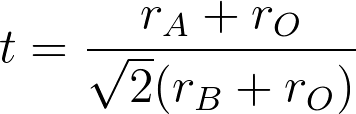 t = \frac{r_A + r_O}{\sqrt{2}(r_B + r_O)}